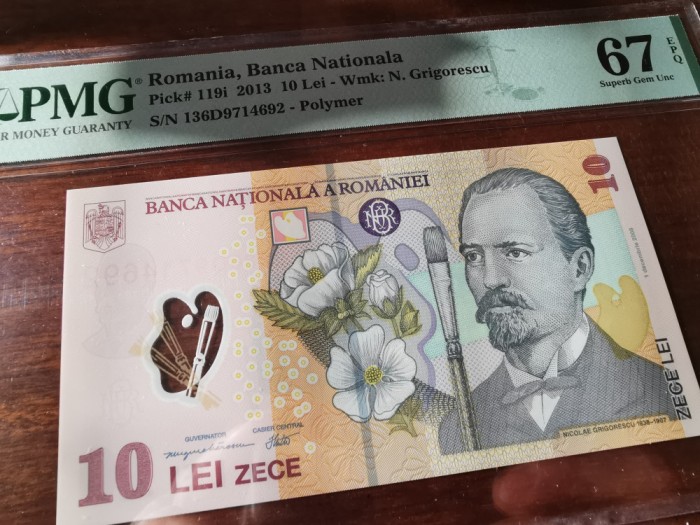 PMG®
R MONEY GUARANTY
Romania, Banca Nationala
Pick# 119i 2013 10 Lei - Wmk: N. Grigorescu
S/N 136D9714692 - Polymer
67 EPQ
Superb Gem Unc
BANCA NAȚIONALĂ A ROMÂNIEI
10
BNR
GUVERNATOR
CASIER CENTRAL
10 LEI ZECE
ZECE LEI
NICOLAE GRIGORESCU 1838-1907